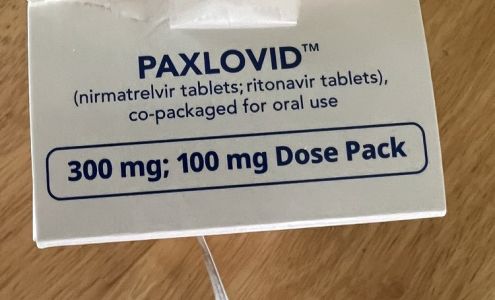 PAXLOVID™
(nirmatrelvir tablets; ritonavir tablets),
co-packaged for oral use
300 mg; 100 mg Dose Pack